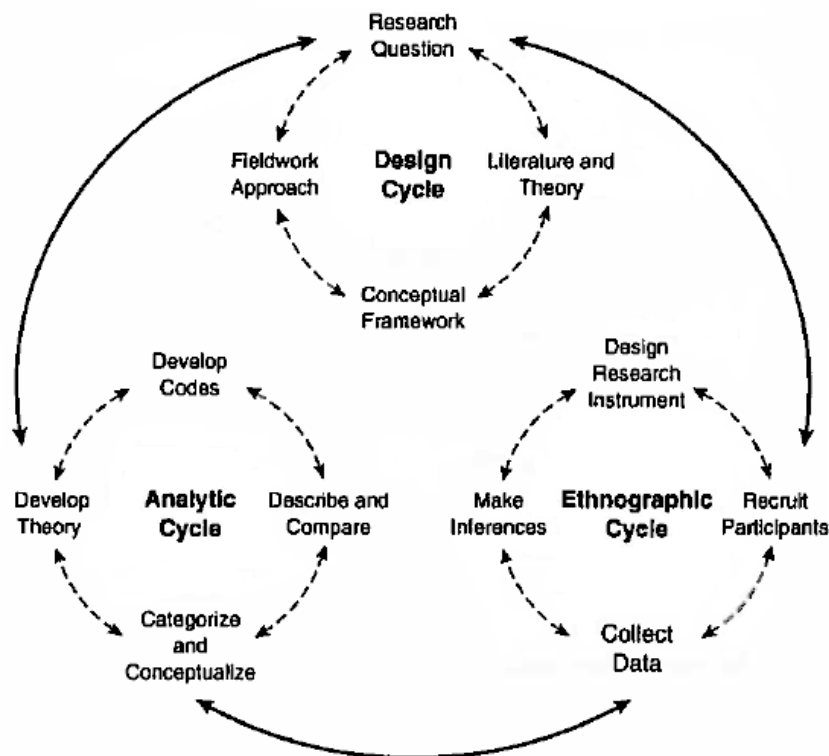 Research
Question
Fieldwork
Approach
Design
Cycle
Literature and
Theory
Conceptual
Framework
Develop
Codes
Develop
Theory
Analytic
Cycle
Describe and
Compare
Categorize
and
Conceptualize
Design
Research
Instrument
Make
Inferences
Ethnographic
Cycle
Recruit
Participants
Collect
Data